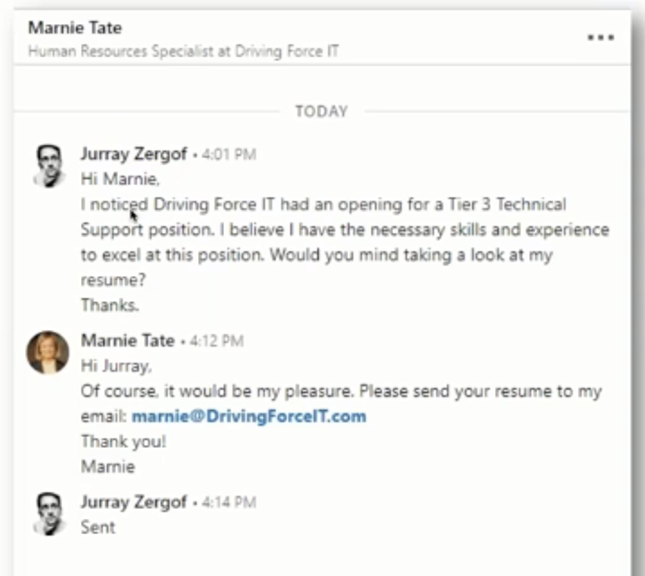 Marnie Tate
Human Resources Specialist at Driving Force IT
TODAY
Jurray Zergof • 4:01 PM
Hi Marnie,
I noticed Driving Force IT had an opening for a Tier 3 Technical
Support position. I believe I have the necessary skills and experience
to excel at this position. Would you mind taking a look at my
resume?
Thanks.
Marnie Tate • 4:12 PM
Hi Jurray,
Of course, it would be my pleasure. Please send your resume to my
email: marnie@DrivingForceIT.com
Thank you!
Marnie
Jurray Zergof • 4:14 PM
Sent